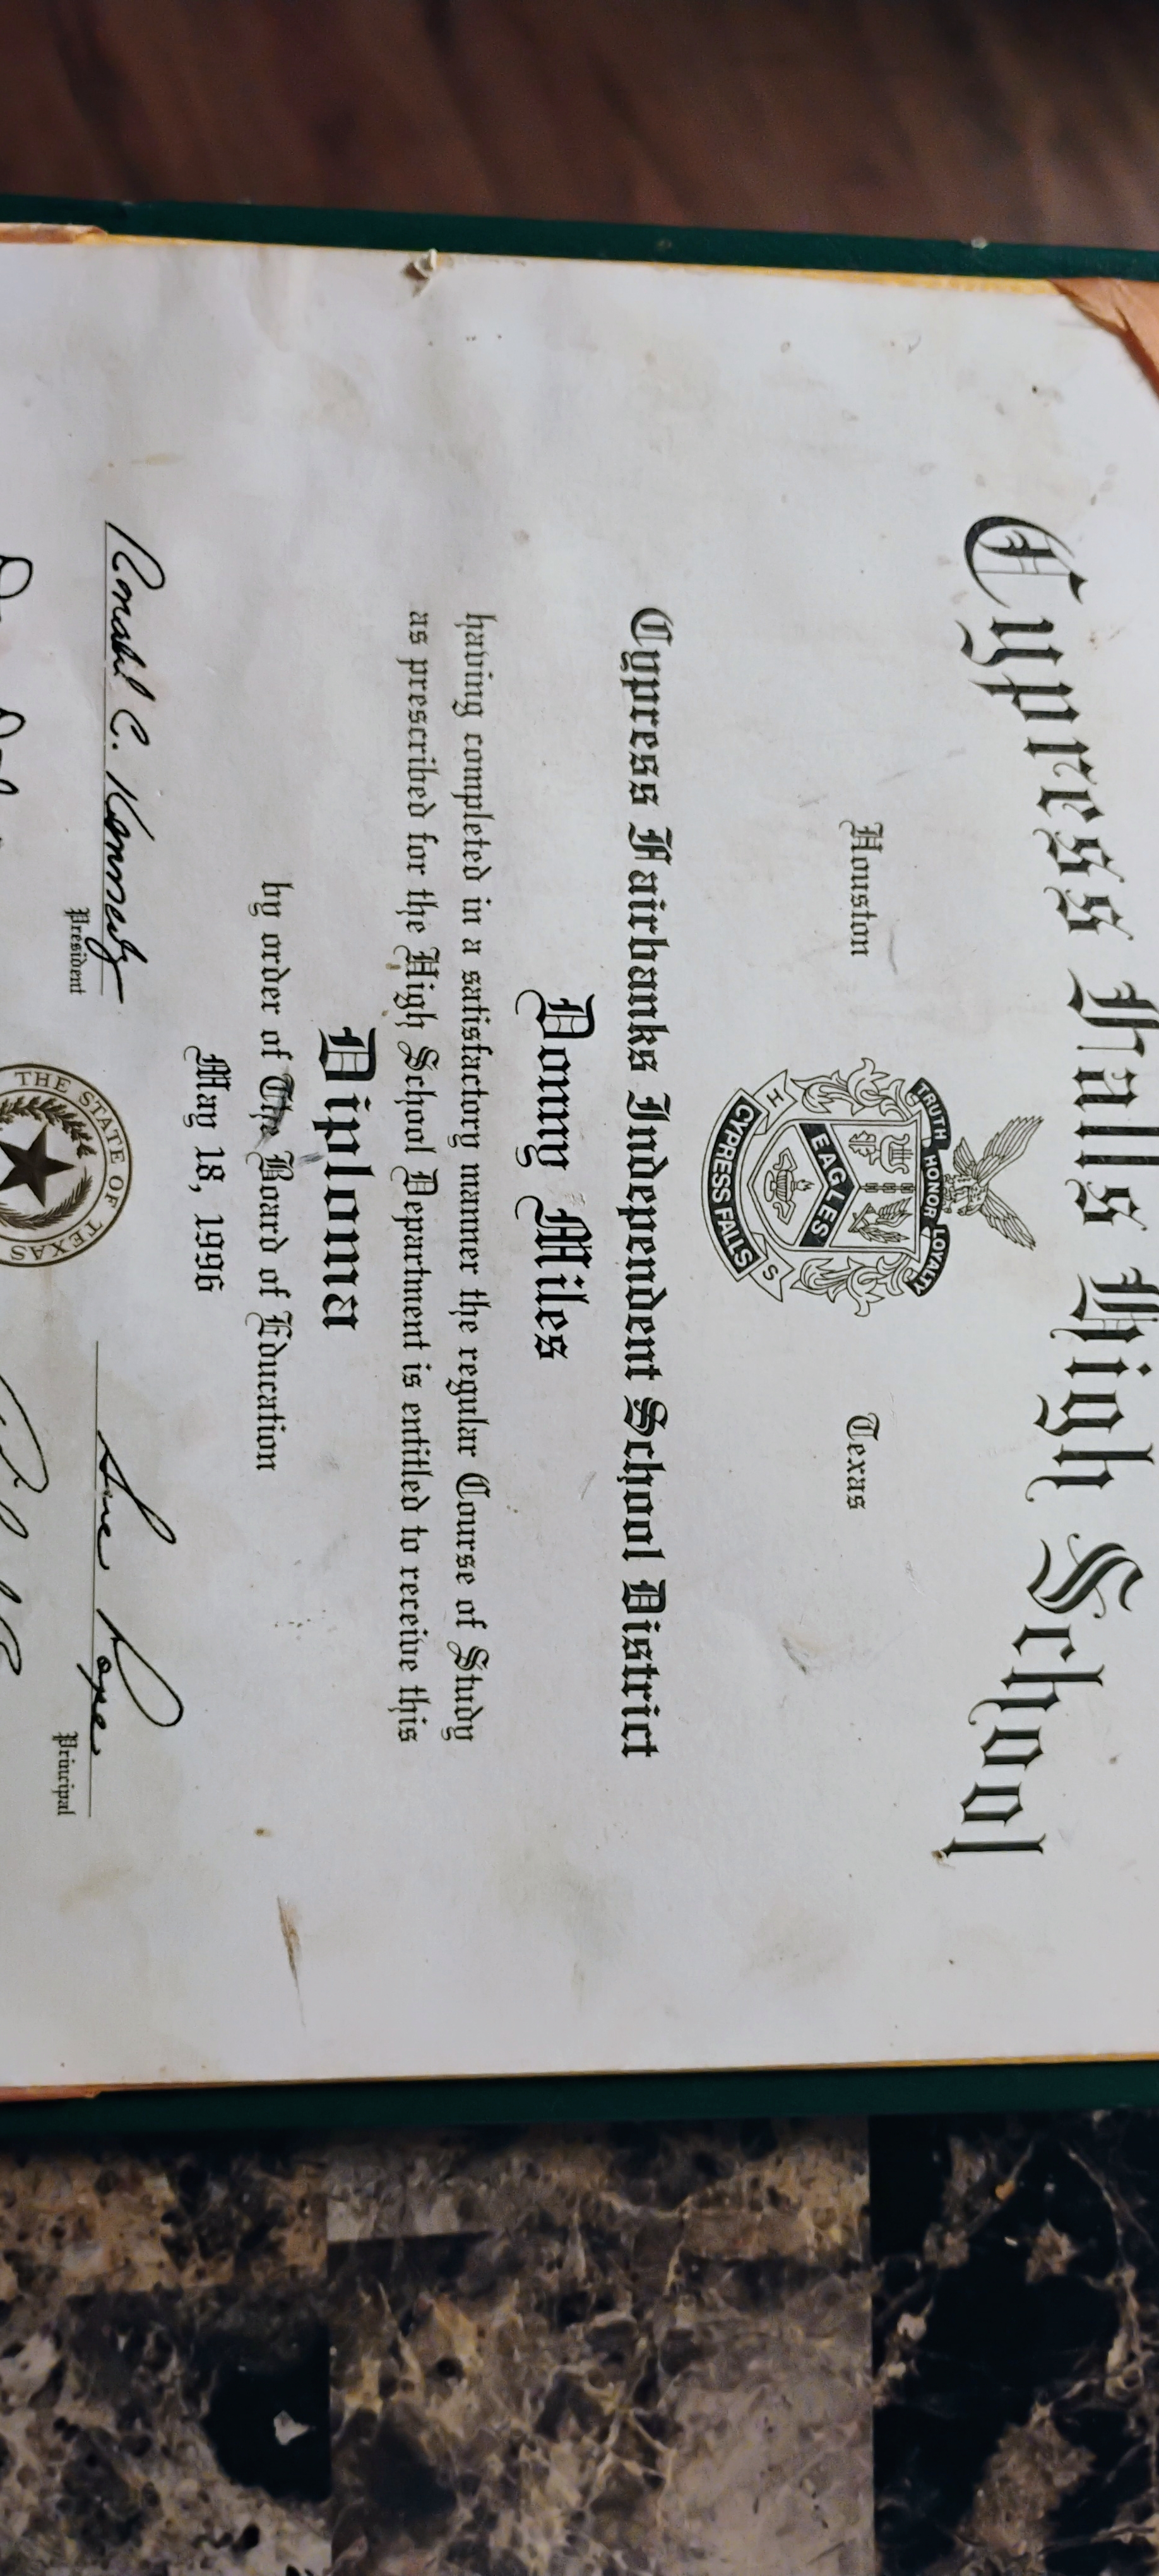 Cypress Falls High School
Houston Texas
TRUTH HONOR LOYALTY
EAGLES
H S
CYPRESS FALLS
Cypress Fairbanks Independent School District
Donny Miles
having completed in a satisfactory manner the regular Course of Study
as prescribed for the High School Department is entitled to receive this
Diploma
by order of The Board of Education
May 18, 1996
Ronald C. Kennedy
President
Principal
THE STATE OF TEXAS